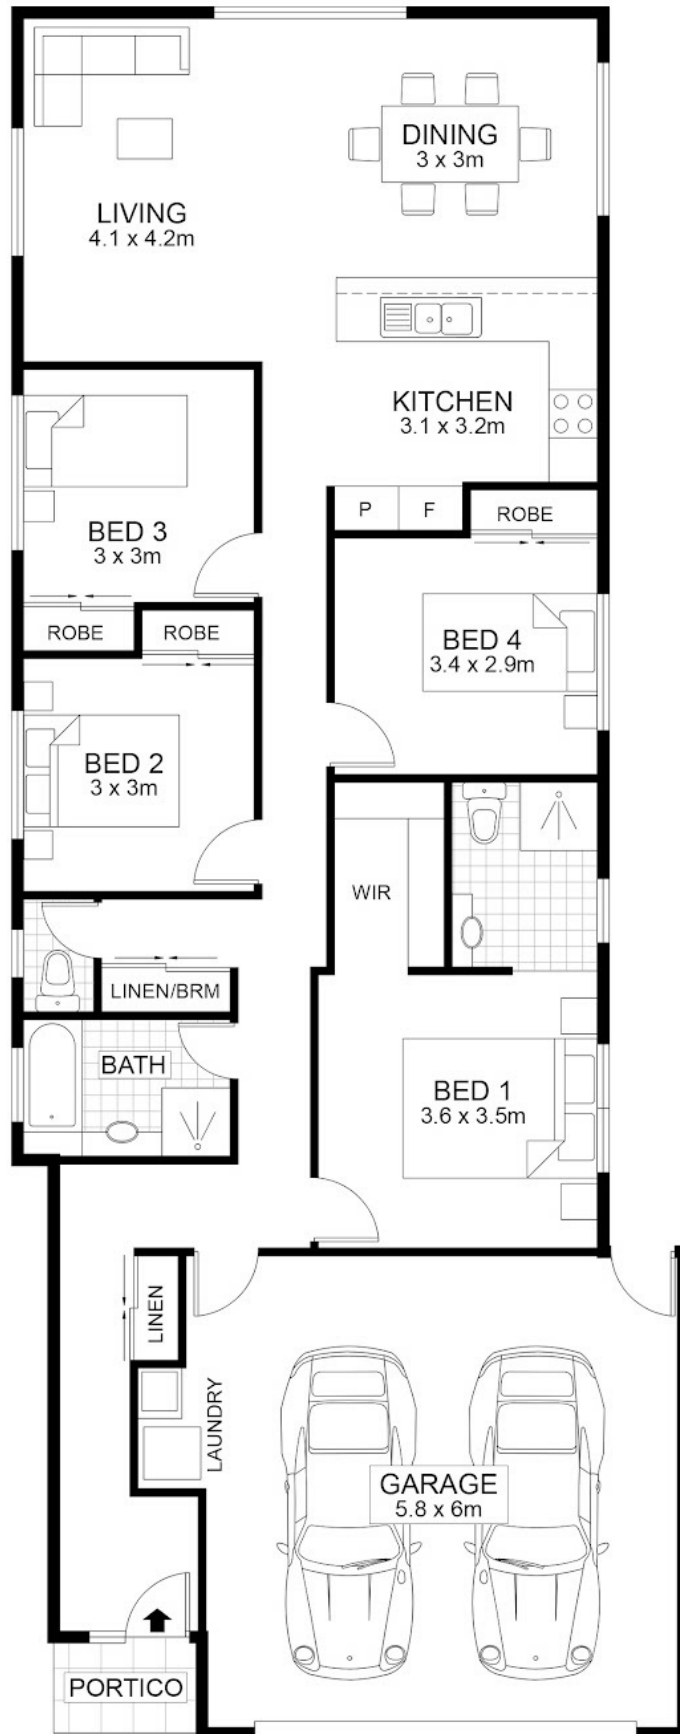 DINING
3 x 3m
LIVING
4.1 x 4.2m
KITCHEN
3.1 x 3.2m
P
F
ROBE
BED 3
3 x 3m
ROBE
ROBE
BED 4
3.4 x 2.9m
BED 2
3 x 3m
WIR
LINEN/BRM
BATH
BED 1
3.6 x 3.5m
LINEN
LAUNDRY
GARAGE
5.8 x 6m
PORTICO